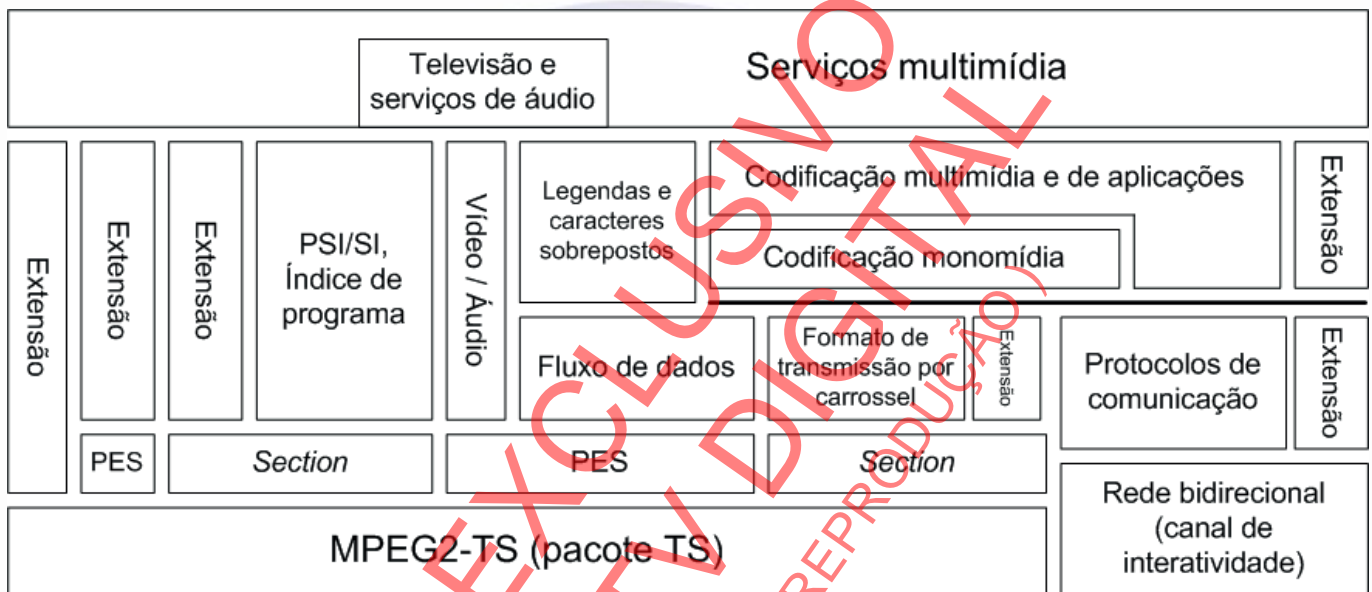 Televisão e
serviços de áudio
Serviços multimídia
Extensão
Extensão
Extensão
PSI/SI,
Índice de
programa
Vídeo / Áudio
Legendas e
caracteres
sobrepostos
Codificação multimídia e de aplicações
Codificação monomídia
Extensão
Fluxo de dados
Formato de
transmissão por
carrossel
Extensão
Protocolos de
comunicação
Extensão
PES
Section
PES
Section
MPEG2-TS (pacote TS)
Rede bidirecional
(canal de
interatividade)
EXCLUSIVO
TV DIGITAL
REPRODUÇÃO )